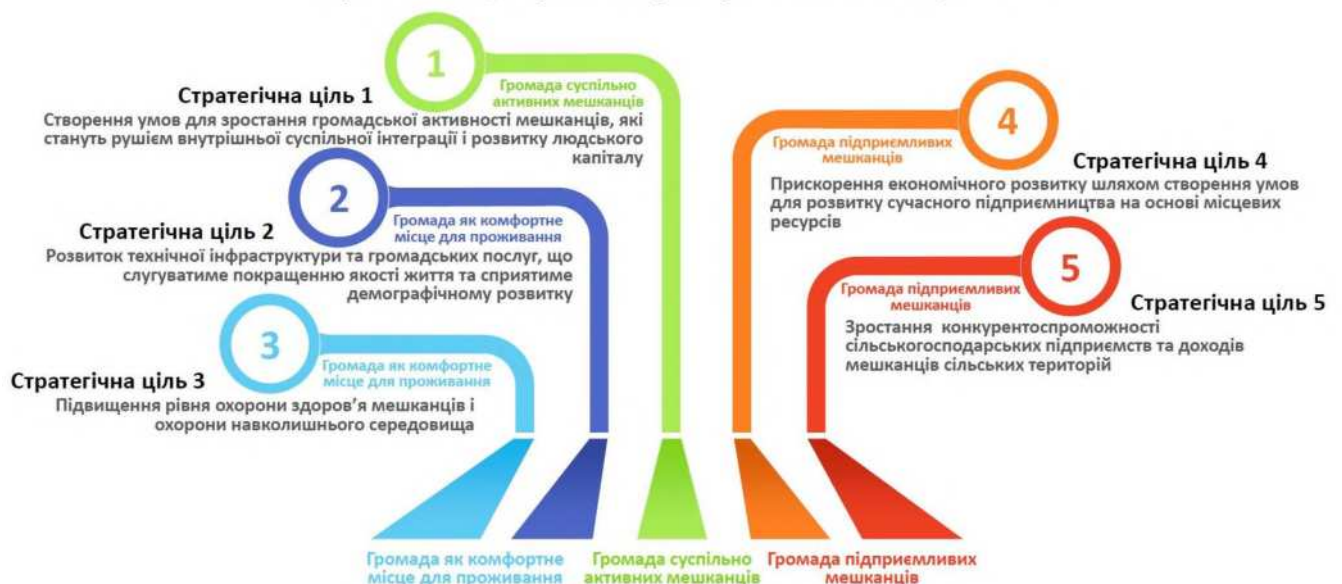 1
Громада суспільно
активних мешканців
Стратегічна ціль 1
Створення умов для зростання громадської активності мешканців, які
стануть рушієм внутрішньої суспільної інтеграції і розвитку людського
капіталу
2
Громада як комфортне
місце для проживання
Стратегічна ціль 2
Розвиток технічної інфраструктури та громадських послуг, що
слугуватиме покращенню якості життя та сприятиме
демографічному розвитку
3
Громада як комфортне
місце для проживання
Стратегічна ціль 3
Підвищення рівня охорони здоров’я мешканців і
охорони навколишнього середовища
4
Громада підприємливих
мешканців
Стратегічна ціль 4
Прискорення економічного розвитку шляхом створення умов
для розвитку сучасного підприємництва на основі місцевих
ресурсів
5
Громада підприємливих
мешканців
Стратегічна ціль 5
Зростання конкурентоспроможності
сільськогосподарських підприємств та доходів
мешканців сільських територій
Громада як комфортне
місце для проживання
Громада суспільно
активних мешканців
Громада підприємливих
мешканців